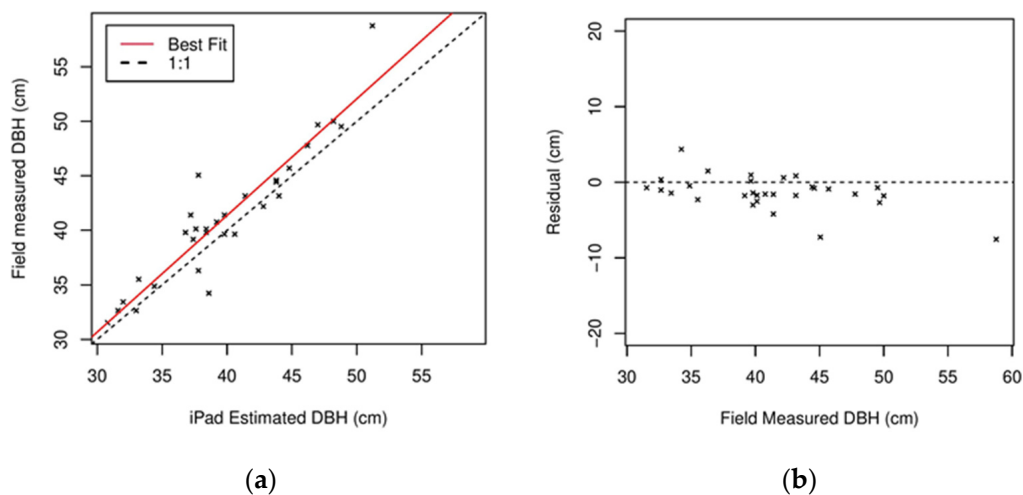 Best Fit
1:1
Field measured DBH (cm)
55
50
45
40
35
30
30 35 40 45 50 55
iPad Estimated DBH (cm)
(a)
Residual (cm)
20
10
0
−10
−20
30 35 40 45 50 55 60
Field Measured DBH (cm)
(b)